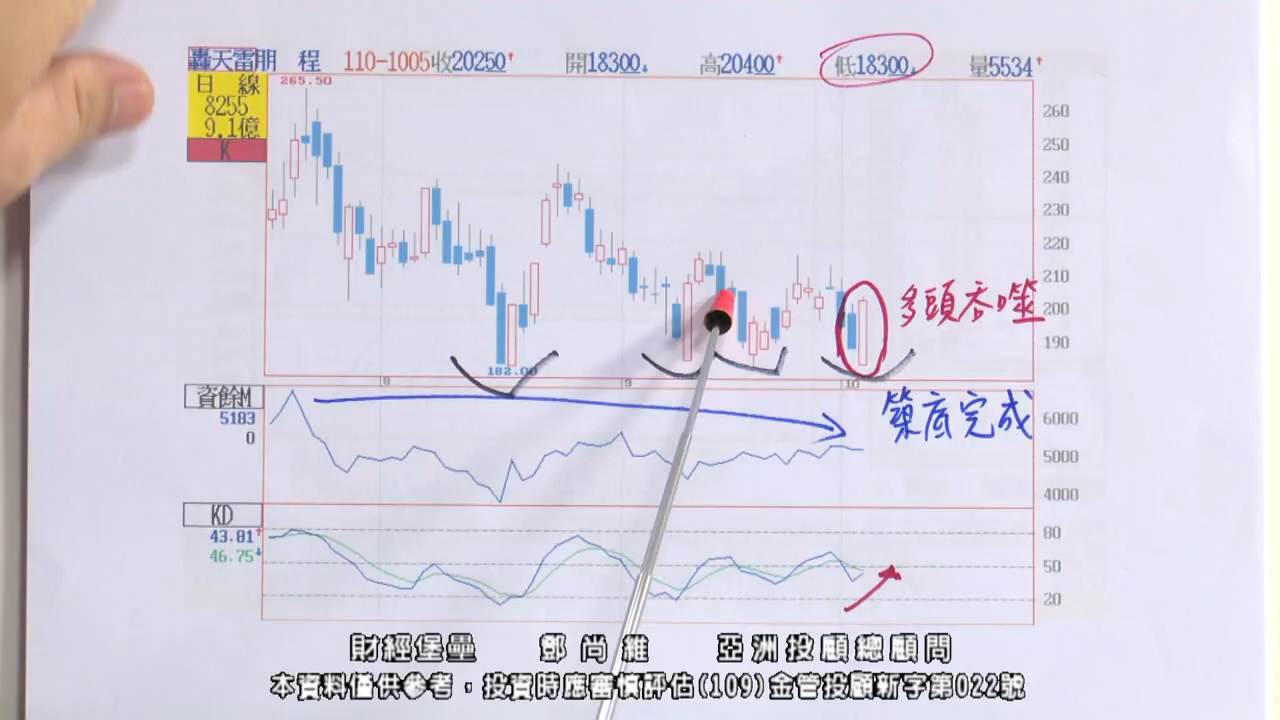 轟天雷朋 程 110-1005收20250↑ 開18300↓ 高20400↑ 低18300↓ 量5534↑
日 線
8255
9.1億
K
265.50
260
250
240
230
220
210
200
190
多頭吞噬
182.00
8 9 10
資餘M
5183
0
築底完成
6000
5000
4000
KD
43.81↑
46.75↓
80
50
20
財經堡壘 鄭尚維 亞洲投顧總顧問
本資料僅供參考，投資時應審慎評估(109)金管投顧新字第022號